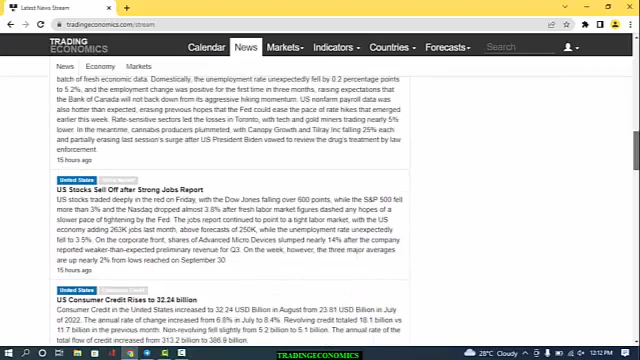 Latest News Stream
tradingeconomics.com/stream
TRADING
ECONOMICS
Calendar News Markets Indicators Countries Forecasts Search
News Economy Markets
batch of fresh economic data. Domestically, the unemployment rate unexpectedly fell by 0.2 percentage points
to 5.2%, and the employment change was positive for the first time in three months, raising expectations that
the Bank of Canada will not back down from its aggressive hiking momentum. US nonfarm payroll data was
also hotter than expected, erasing previous hopes that the Fed could ease the pace of rate hikes that emerged
earlier this week. Rate-sensitive sectors led the losses in Toronto, with tech and gold miners trading nearly 5%
lower. In the meantime, cannabis producers plummeted, with Canopy Growth and Tilray Inc falling 25% each
and partially erasing last session's surge after US President Biden vowed to review the drug's treatment by law
enforcement.
15 hours ago
United States
US Stocks Sell Off after Strong Jobs Report
US stocks traded deeply in the red on Friday, with the Dow Jones falling over 600 points, while the S&P 500 fell
more than 3% and the Nasdaq dropped almost 3.8% after fresh labor market figures dashed any hopes of a
slower pace of tightening by the Fed. The jobs report continued to point to a tight labor market, with the US
economy adding 263K jobs last month, above forecasts of 250K, while the unemployment rate unexpectedly
fell to 3.5%. On the corporate front, shares of Advanced Micro Devices slumped nearly 14% after the company
reported weaker-than-expected preliminary revenue for Q3. On the week, however, the three major averages
are up nearly 2% from lows reached on September 30
15 hours ago
United States Consumer Credit
US Consumer Credit Rises to 32.24 billion
Consumer Credit in the United States increased to 32.24 USD Billion in August from 23.81 USD Billion in July
of 2022. The annual rate of change increased from 6.8% in July to 8.4%. Revolving credit totaled 18.1 billion vs
11.7 billion in the previous month. Non-revolving fell slightly from 5.2 billion to 5.1 billion. The annual rate of the
total flow of credit increased from 313.2 billion to 386.9 billion.
28°C Cloudy 12:12 PM
TRADINGECONOMICS